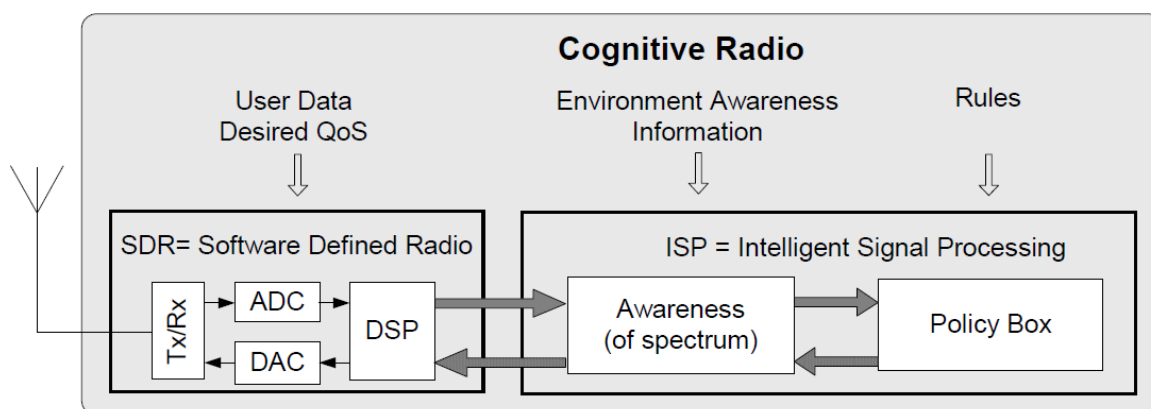 Cognitive Radio
User Data
Desired QoS
Environment Awareness
Information
Rules
SDR= Software Defined Radio
Tx/Rx
ADC
DAC
DSP
ISP = Intelligent Signal Processing
Awareness
(of spectrum)
Policy Box